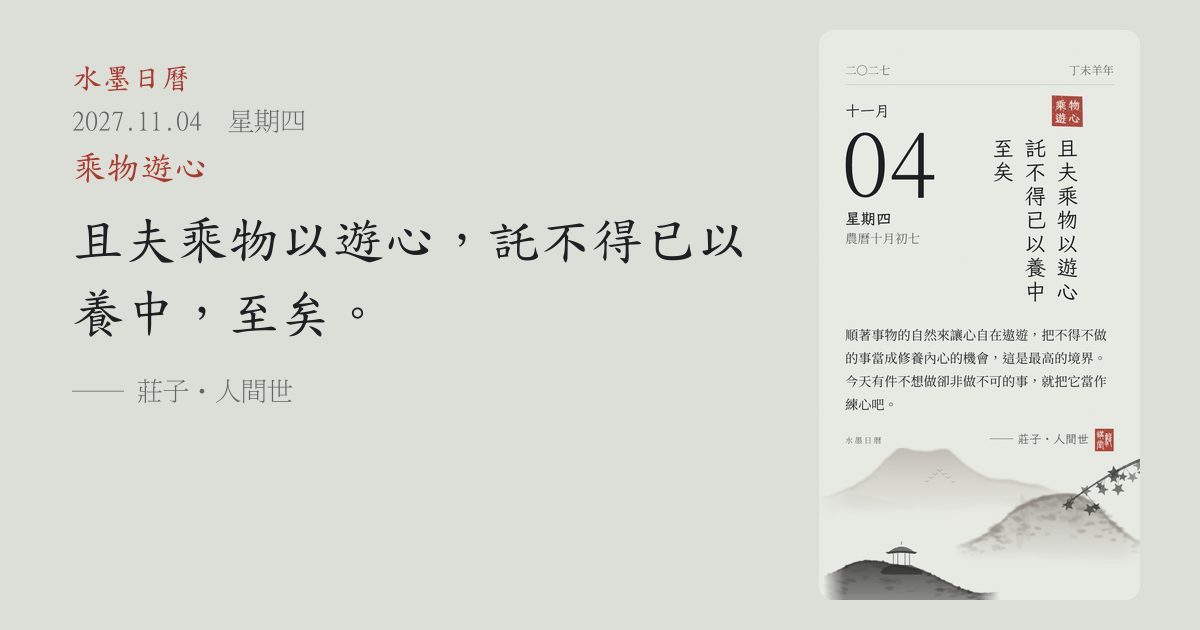 水墨日曆
2027.11.04 星期四
乘物遊心
且夫乘物以遊心，託不得已以
養中，至矣。
—— 莊子・人間世
二〇二七
丁未羊年
十一月
04
星期四
農曆十月初七
乘物
遊心
且夫乘物以遊心
託不得已以養中
至矣
順著事物的自然來讓心自在遨遊，把不得不做
的事當成修養內心的機會，這是最高的境界。
今天有件不想做卻非做不可的事，就把它當作
練心吧。
水墨日曆
—— 莊子・人間世